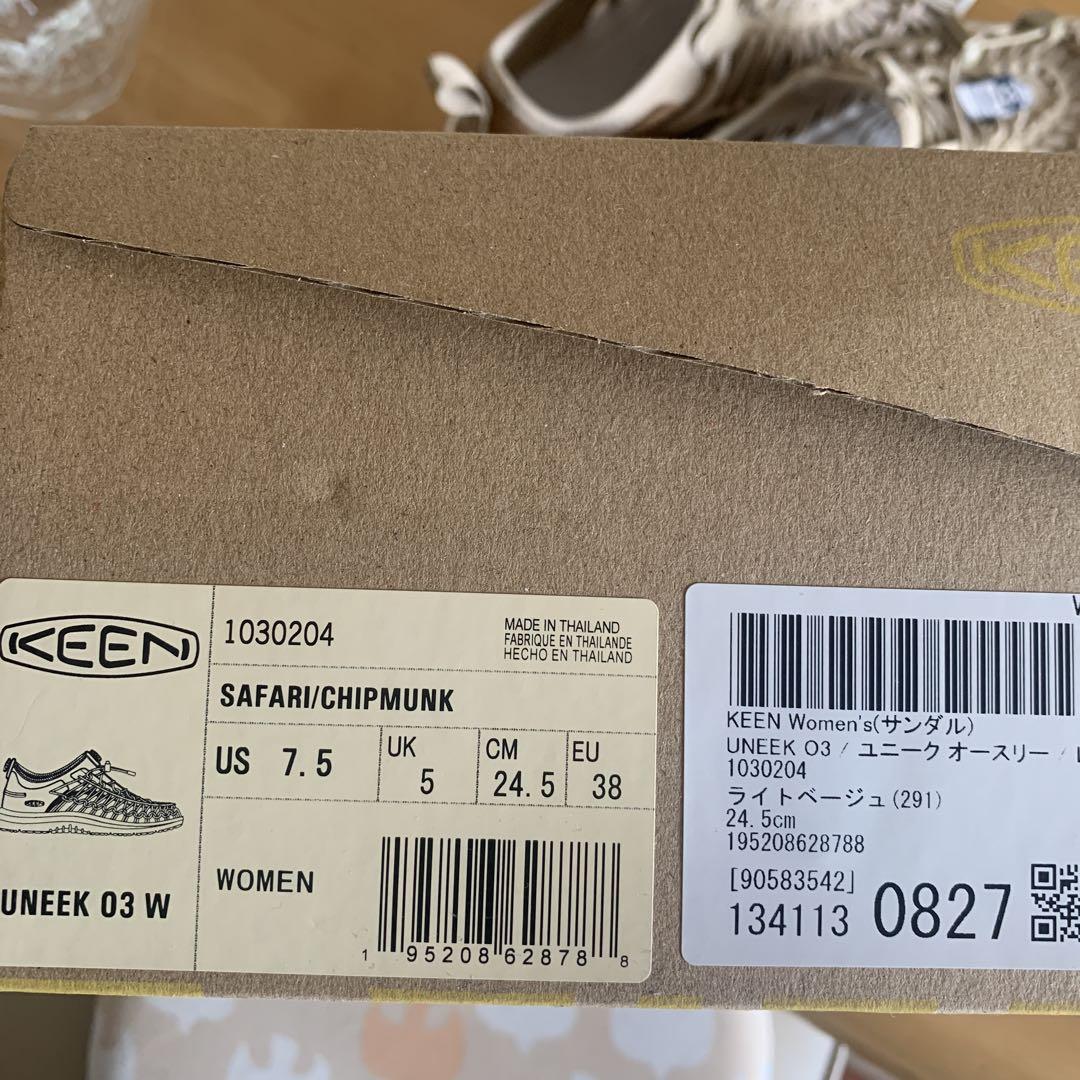 KEEN
KEEN
1030204
MADE IN THAILAND
FABRIQUE EN THAILANDE
HECHO EN THAILAND
SAFARI/CHIPMUNK
US 7.5
UK
5
CM
24.5
EU
38
UNEEK 03 W
WOMEN
1 95208 62878 8
KEEN Women's(サンダル)
UNEEK O3 / ユニーク オースリー /
1030204
ライトベージュ(291)
24.5cm
195208628788
[90583542]
134113 0827